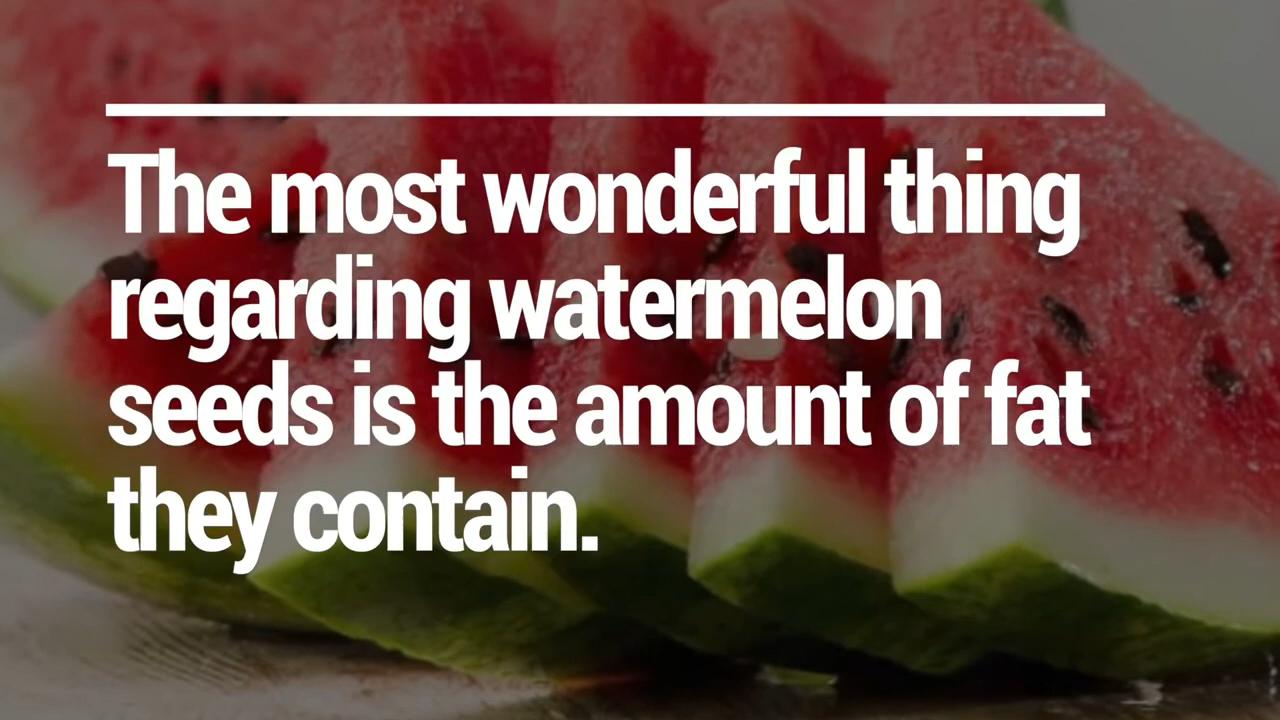 The most wonderful thing
regarding watermelon
seeds is the amount of fat
they contain.